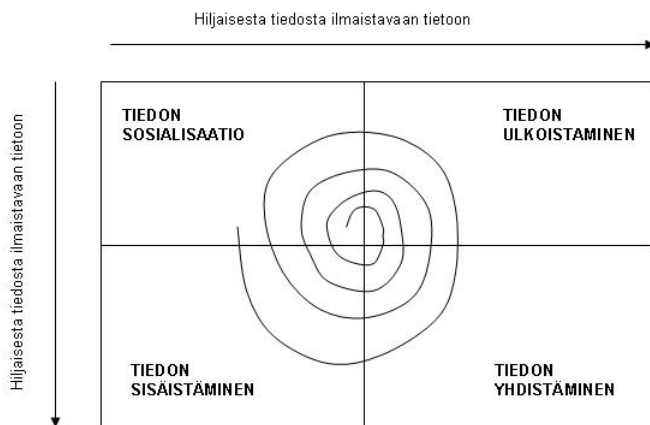 Hiljaisesta tiedosta ilmaistavaan tietoon
Hiljaisesta tiedosta ilmaistavaan tietoon
TIEDON
SOSIALISAATIO
TIEDON
ULKOISTAMINEN
TIEDON
SISÄISTÄMINEN
TIEDON
YHDISTÄMINEN